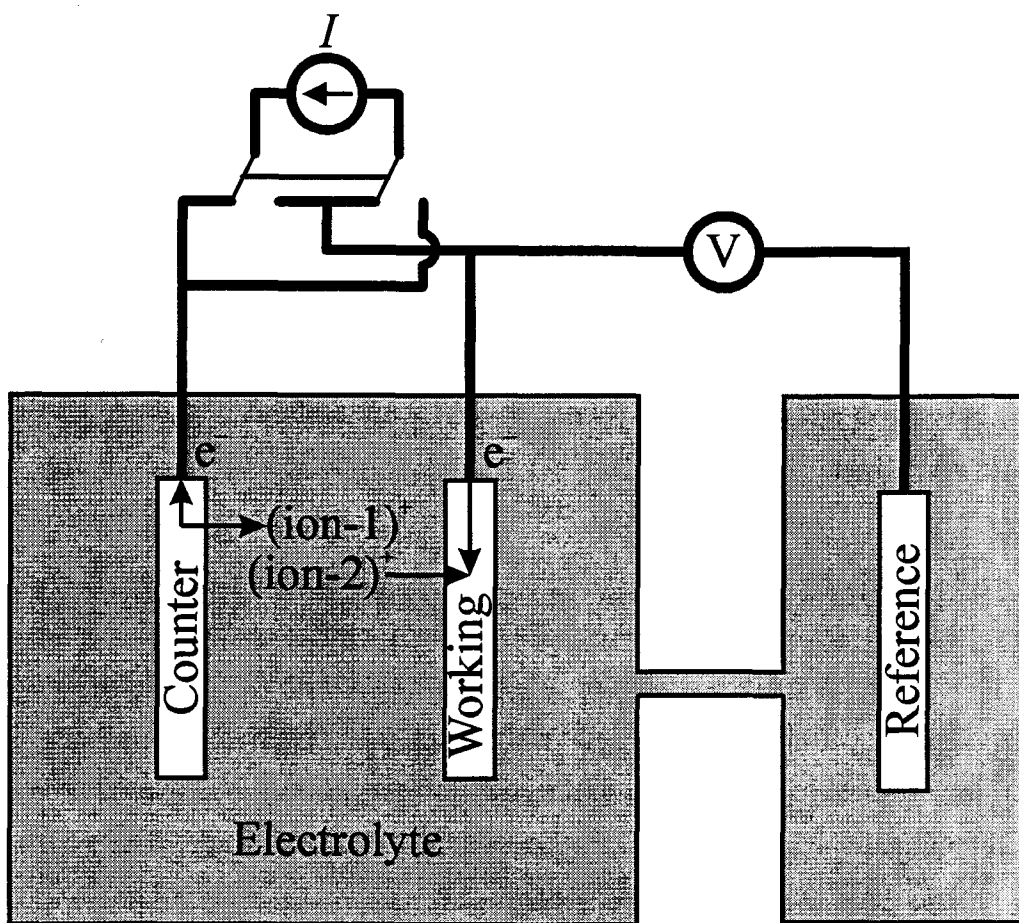 I
V
e⁻
e⁻
(ion-1)⁺
(ion-2)⁺
Counter
Working
Reference
Electrolyte